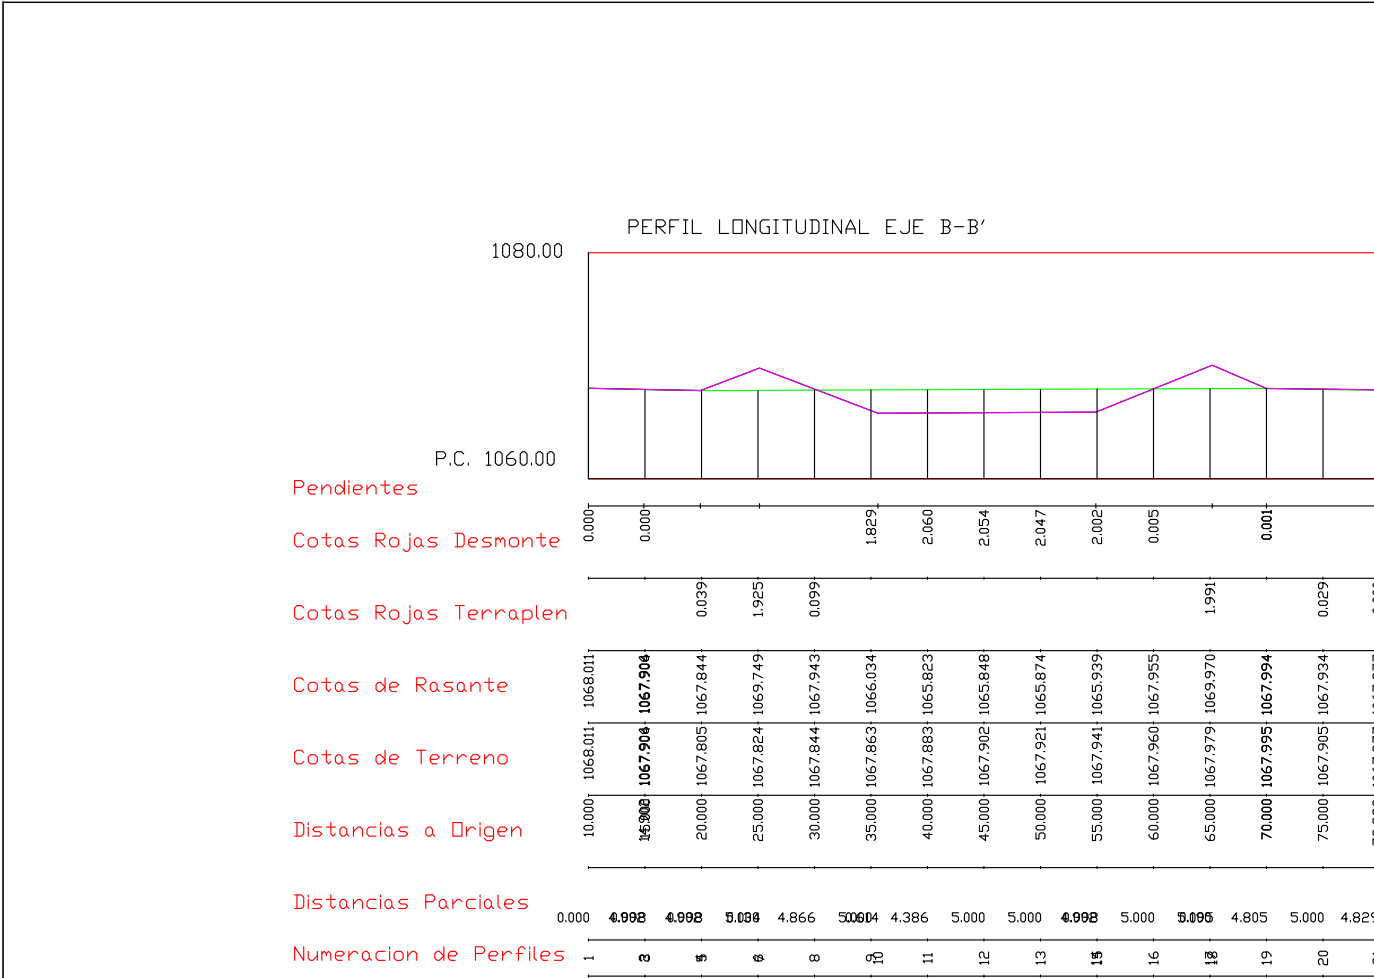 PERFIL LONGITUDINAL EJE B-B'
1080.00
P.C. 1060.00
Pendientes
Cotas Rojas Desmonte
0.000 0.000 1.829 2.060 2.054 2.047 2.002 0.005 0.001
Cotas Rojas Terraplen
0.039 1.925 0.099 1.991 0.029
Cotas de Rasante
1068.011 1067.844 1069.749 1067.943 1066.034 1065.823 1065.848 1065.874 1065.939 1067.955 1069.970 1067.994 1067.934
Cotas de Terreno
1068.011 1067.805 1067.824 1067.844 1067.863 1067.883 1067.902 1067.921 1067.941 1067.960 1067.979 1067.995 1067.905
Distancias a Origen
10.000 20.000 25.000 30.000 35.000 40.000 45.000 50.000 55.000 60.000 65.000 70.000 75.000
Distancias Parciales
0.000 4.866 4.386 5.000 5.000 5.000 4.805 5.000 4.829
Numeracion de Perfiles
1 8 10 11 12 13 16 19 20